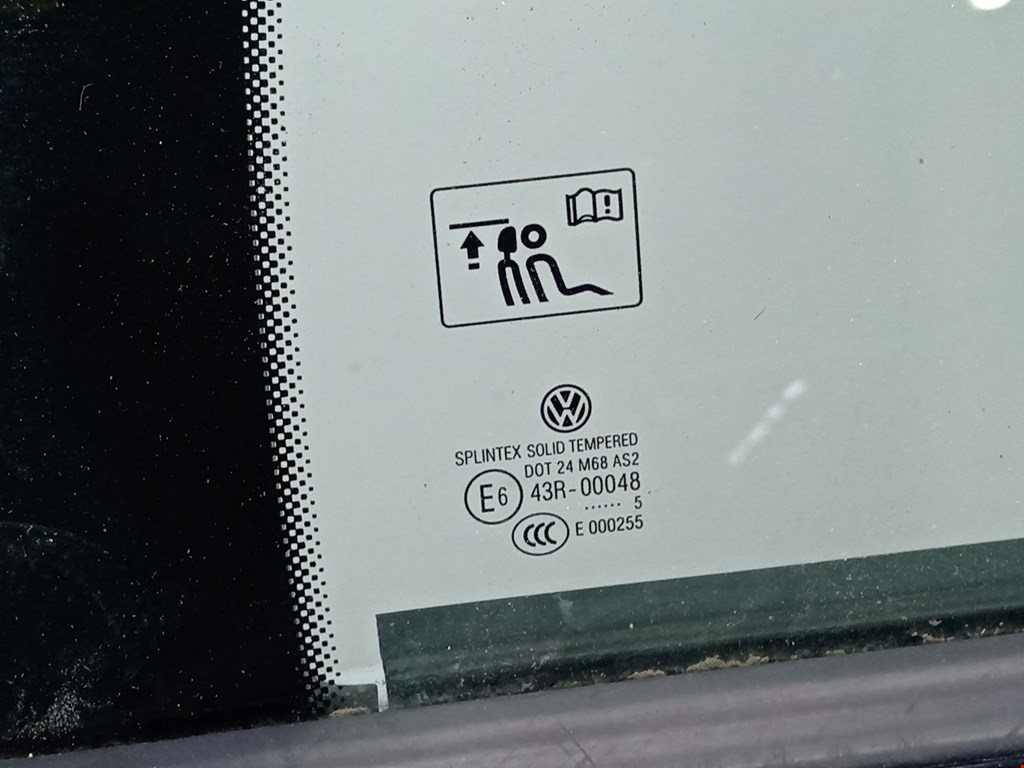 SPLINTEX SOLID TEMPERED
DOT 24 M68 AS2
E6 43R-00048
...... 5
CCC E 000255